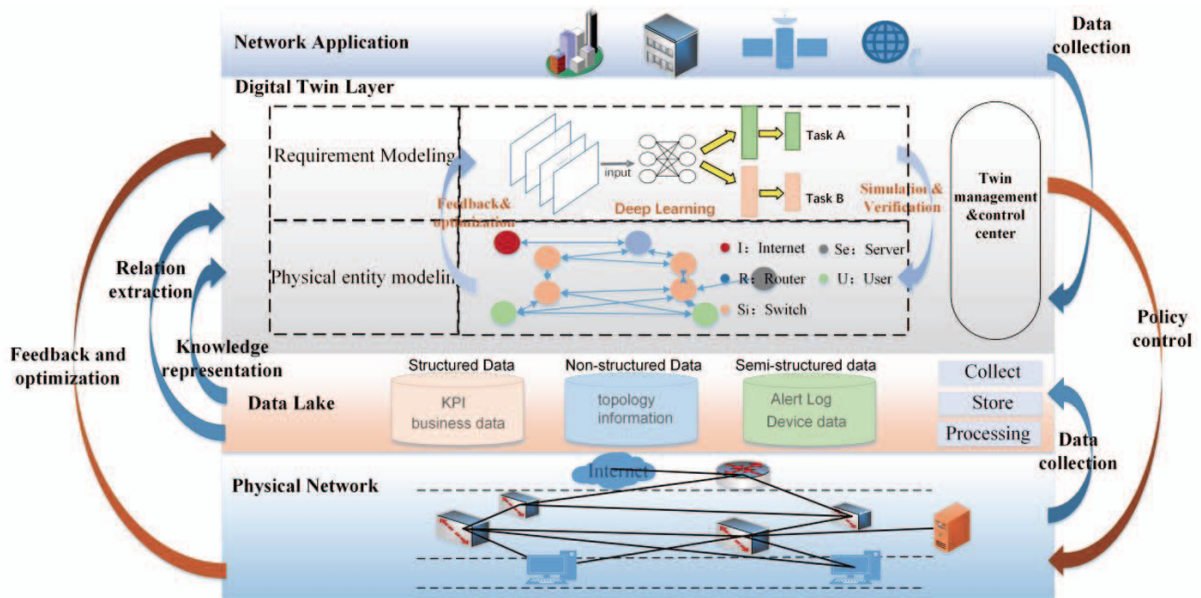 Network Application
Data
collection
Digital Twin Layer
Requirement Modeling
input
Task A
Task B
Deep Learning
Feedback&
optimization
Simulation &
Verification
Twin
management
&control
center
Physical entity modelin
I: Internet
Se: Server
R: Router
U: User
Si: Switch
Relation
extraction
Knowledge
representation
Feedback and
optimization
Policy
control
Structured Data
Non-structured Data
Semi-structured data
Data Lake
KPI
business data
topology
information
Alert Log
Device data
Collect
Store
Processing
Data
collection
Physical Network
Internet